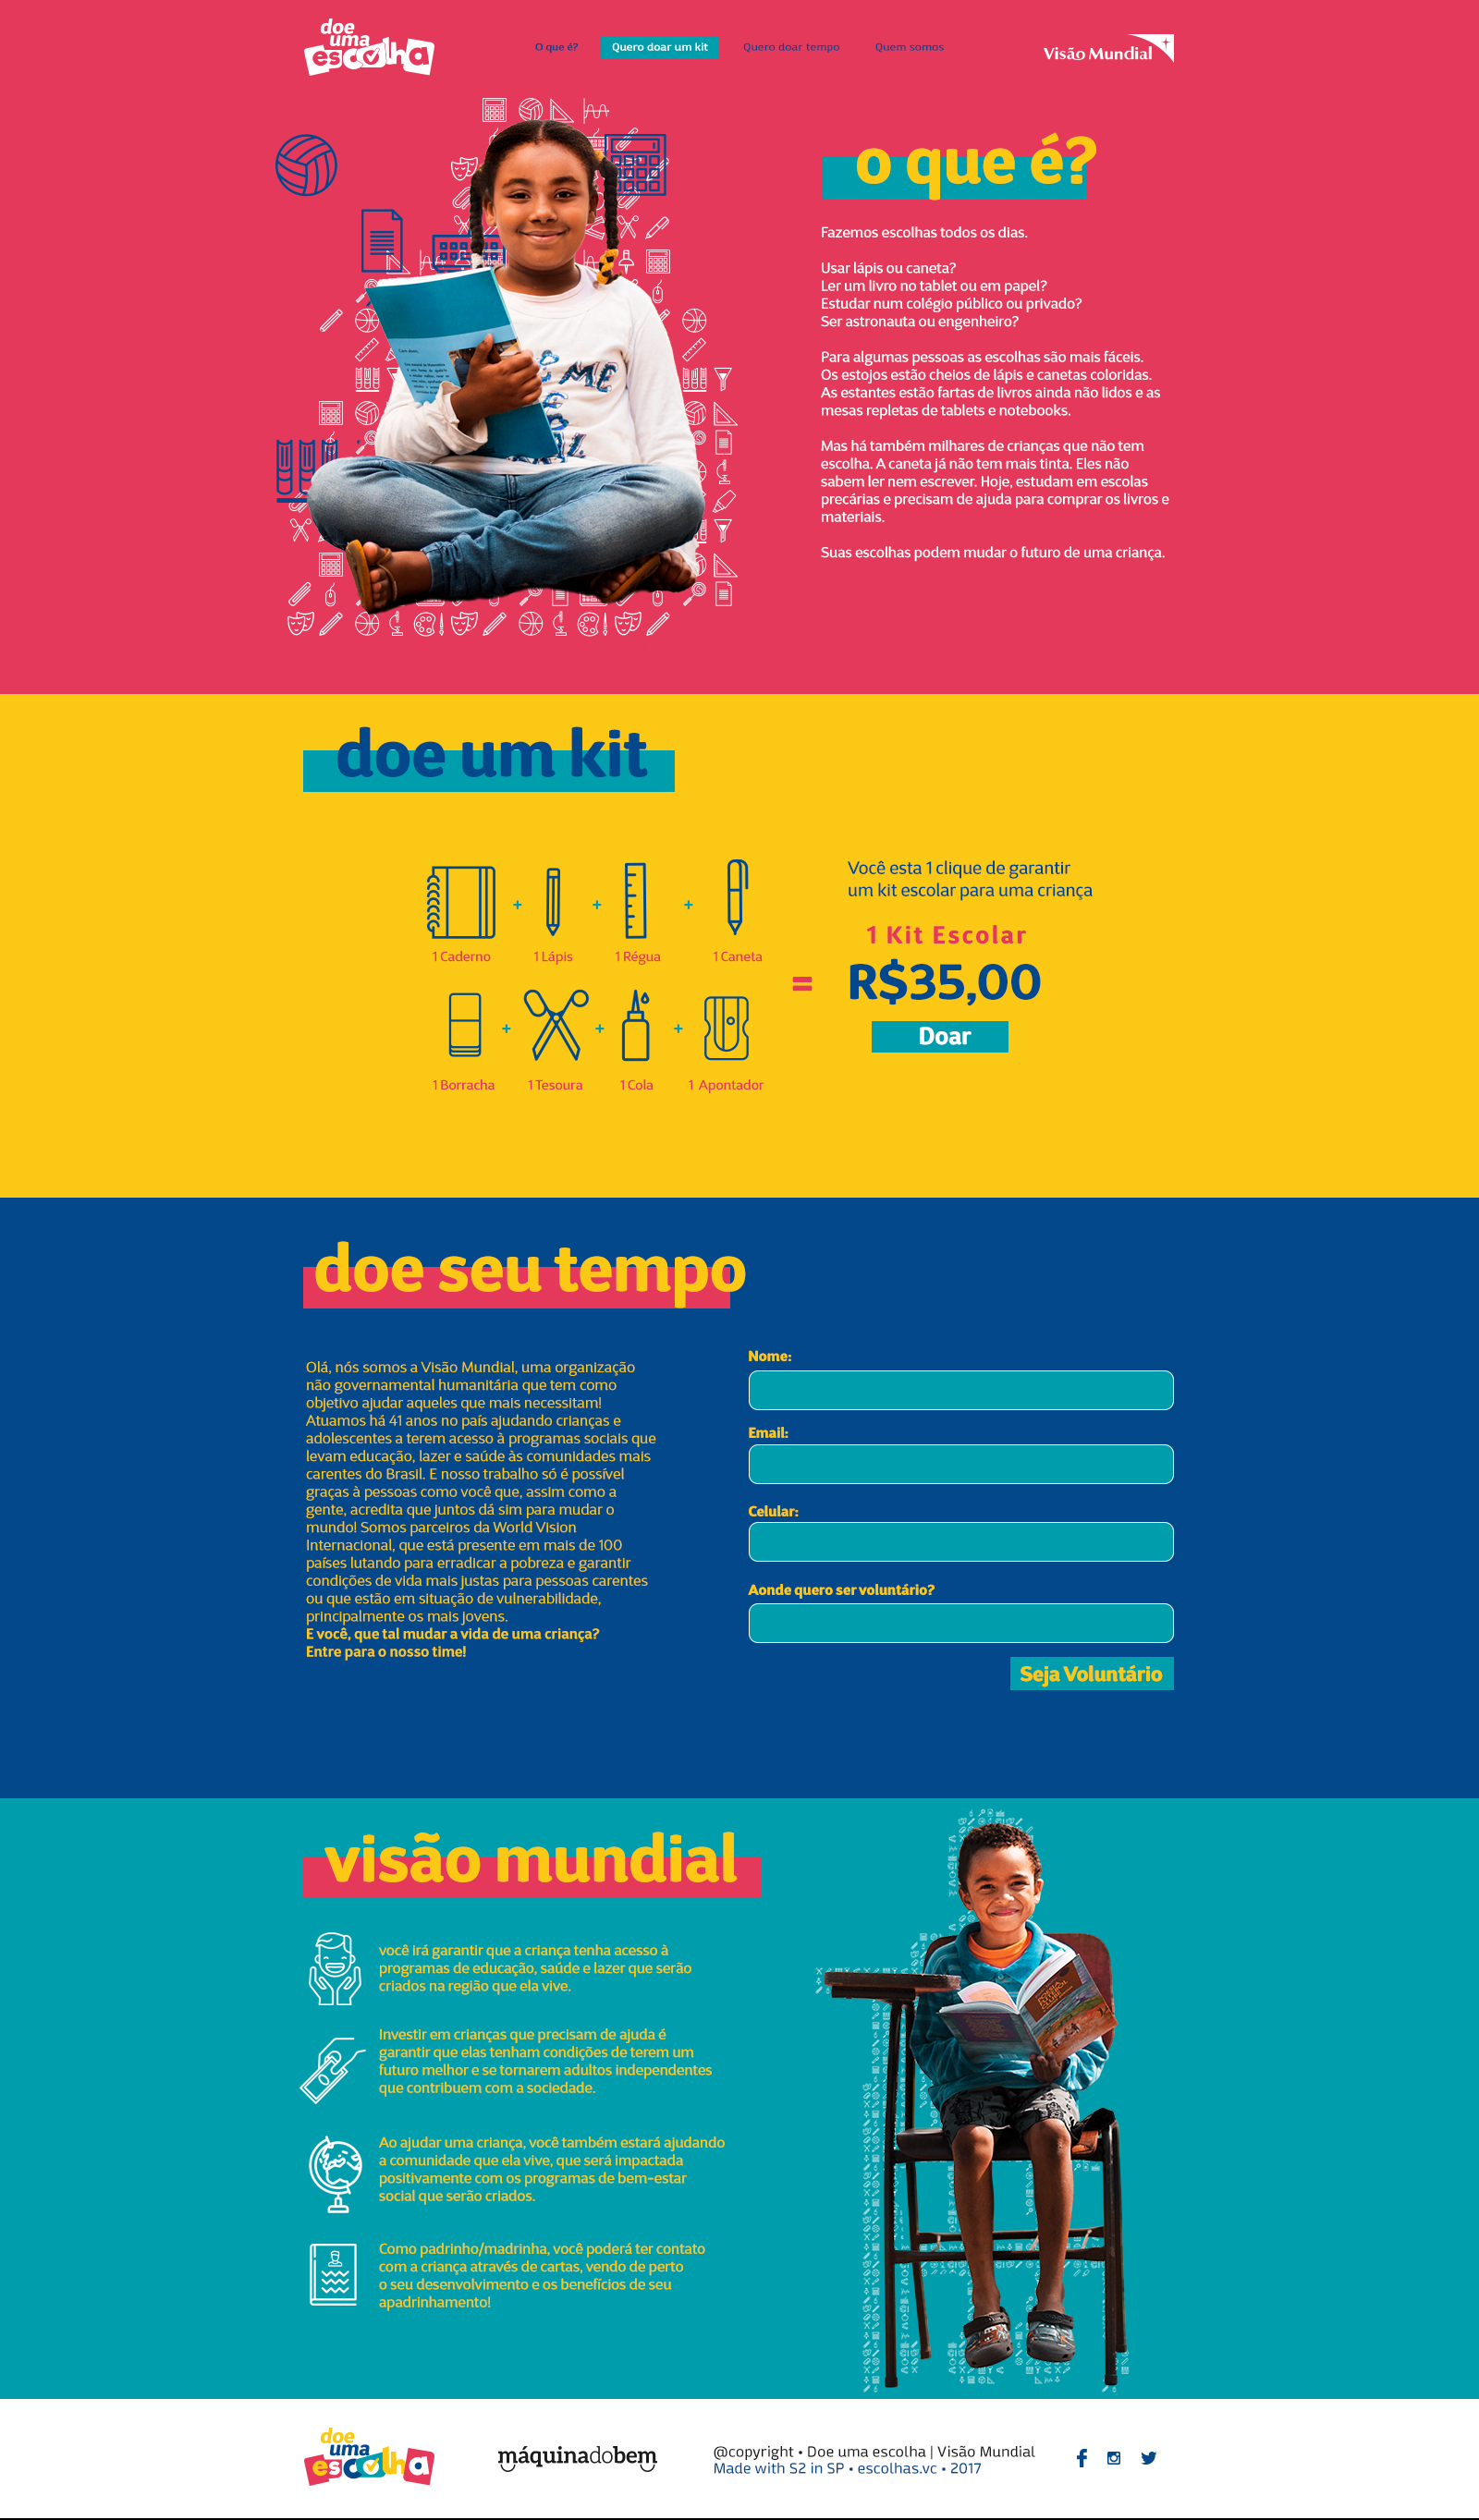 doe
uma
escolha
O que é?
Quero doar um kit
Quero doar tempo
Quem somos
Visão Mundial
o que é?
Fazemos escolhas todos os dias.
Usar lápis ou caneta?
Ler um livro no tablet ou em papel?
Estudar num colégio público ou privado?
Ser astronauta ou engenheiro?
Para algumas pessoas as escolhas são mais fáceis.
Os estojos estão cheios de lápis e canetas coloridas.
As estantes estão fartas de livros ainda não lidos e as
mesas repletas de tablets e notebooks.
Mas há também milhares de crianças que não tem
escolha. A caneta já não tem mais tinta. Eles não
sabem ler nem escrever. Hoje, estudam em escolas
precárias e precisam de ajuda para comprar os livros e
materiais.
Suas escolhas podem mudar o futuro de uma criança.
doe um kit
+
+
+
1 Caderno
1 Lápis
1 Régua
1 Caneta
+
+
+
1 Borracha
1 Tesoura
1 Cola
1 Apontador
=
Você esta 1 clique de garantir
um kit escolar para uma criança
1 Kit Escolar
R$35,00
Doar
doe seu tempo
Olá, nós somos a Visão Mundial, uma organização
não governamental humanitária que tem como
objetivo ajudar aqueles que mais necessitam!
Atuamos há 41 anos no país ajudando crianças e
adolescentes a terem acesso à programas sociais que
levam educação, lazer e saúde às comunidades mais
carentes do Brasil. E nosso trabalho só é possível
graças à pessoas como você que, assim como a
gente, acredita que juntos dá sim para mudar o
mundo! Somos parceiros da World Vision
Internacional, que está presente em mais de 100
países lutando para erradicar a pobreza e garantir
condições de vida mais justas para pessoas carentes
ou que estão em situação de vulnerabilidade,
principalmente os mais jovens.
E você, que tal mudar a vida de uma criança?
Entre para o nosso time!
Nome:
Email:
Celular:
Aonde quero ser voluntário?
Seja Voluntário
visão mundial
você irá garantir que a criança tenha acesso à
programas de educação, saúde e lazer que serão
criados na região que ela vive.
Investir em crianças que precisam de ajuda é
garantir que elas tenham condições de terem um
futuro melhor e se tornarem adultos independentes
que contribuem com a sociedade.
Ao ajudar uma criança, você também estará ajudando
a comunidade que ela vive, que será impactada
positivamente com os programas de bem-estar
social que serão criados.
Como padrinho/madrinha, você poderá ter contato
com a criança através de cartas, vendo de perto
o seu desenvolvimento e os benefícios de seu
apadrinhamento!
doe
uma
escolha
máquinadobem
@copyright • Doe uma escolha | Visão Mundial
Made with S2 in SP • escolhas.vc • 2017